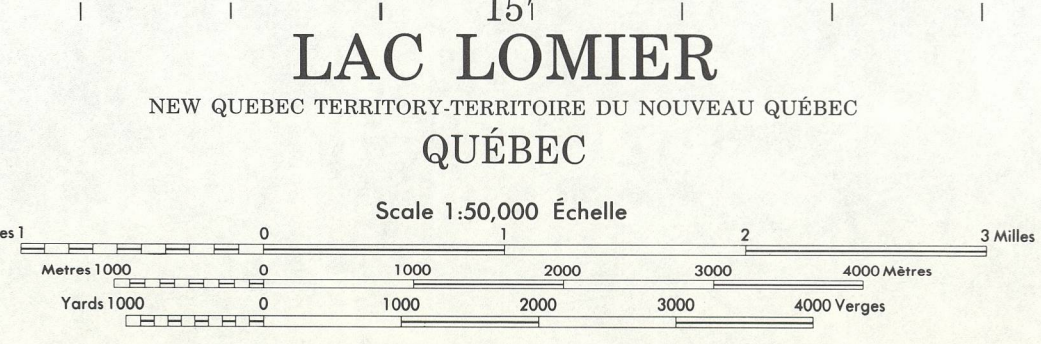 15'
LAC LOMIER
NEW QUEBEC TERRITORY-TERRITOIRE DU NOUVEAU QUÉBEC
QUÉBEC
Scale 1:50,000 Échelle
1 0 1 2 3 Milles
Metres 1000 0 1000 2000 3000 4000 Mètres
Yards 1000 0 1000 2000 3000 4000 Verges